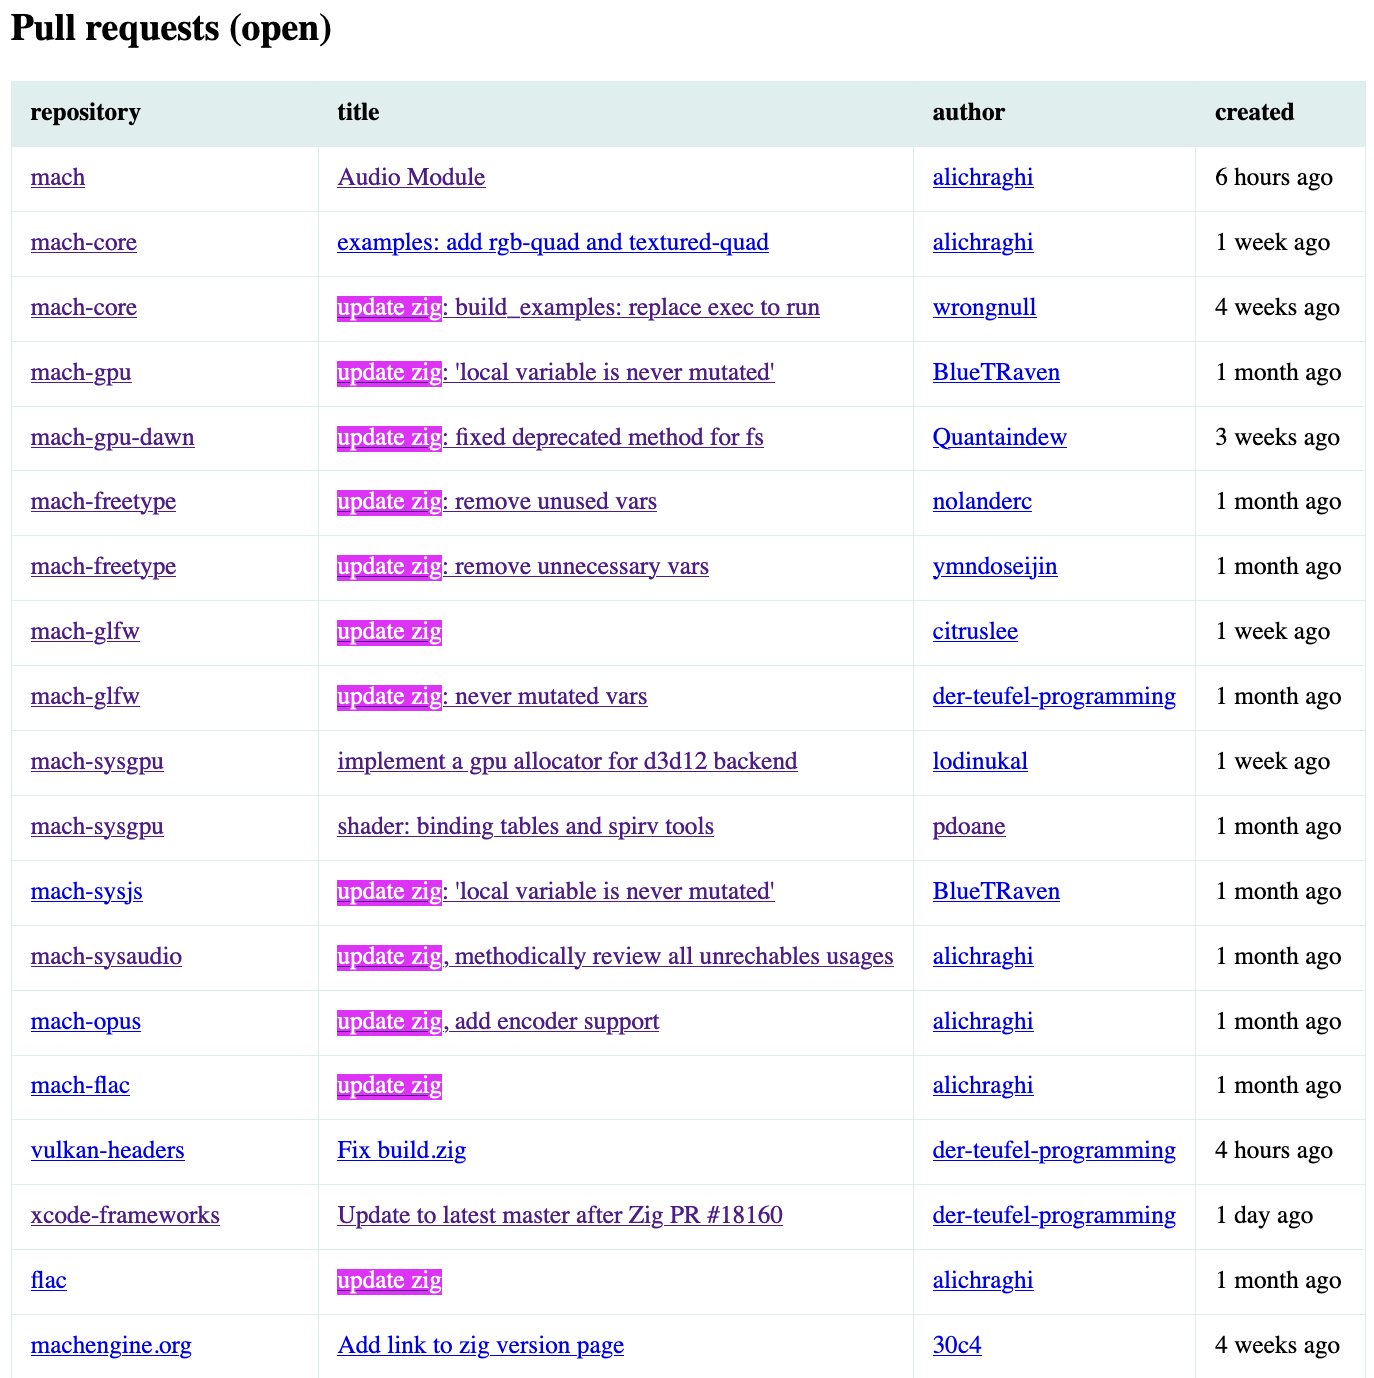 Pull requests (open)
repository title author created
mach Audio Module alichraghi 6 hours ago
mach-core examples: add rgb-quad and textured-quad alichraghi 1 week ago
mach-core update zig: build_examples: replace exec to run wrongnull 4 weeks ago
mach-gpu update zig: 'local variable is never mutated' BlueTRaven 1 month ago
mach-gpu-dawn update zig: fixed deprecated method for fs Quantaindew 3 weeks ago
mach-freetype update zig: remove unused vars nolanderc 1 month ago
mach-freetype update zig: remove unnecessary vars ymndoseijin 1 month ago
mach-glfw update zig citruslee 1 week ago
mach-glfw update zig: never mutated vars der-teufel-programming 1 month ago
mach-sysgpu implement a gpu allocator for d3d12 backend lodinukal 1 week ago
mach-sysgpu shader: binding tables and spirv tools pdoane 1 month ago
mach-sysjs update zig: 'local variable is never mutated' BlueTRaven 1 month ago
mach-sysaudio update zig, methodically review all unrechables usages alichraghi 1 month ago
mach-opus update zig, add encoder support alichraghi 1 month ago
mach-flac update zig alichraghi 1 month ago
vulkan-headers Fix build.zig der-teufel-programming 4 hours ago
xcode-frameworks Update to latest master after Zig PR #18160 der-teufel-programming 1 day ago
flac update zig alichraghi 1 month ago
machengine.org Add link to zig version page 30c4 4 weeks ago